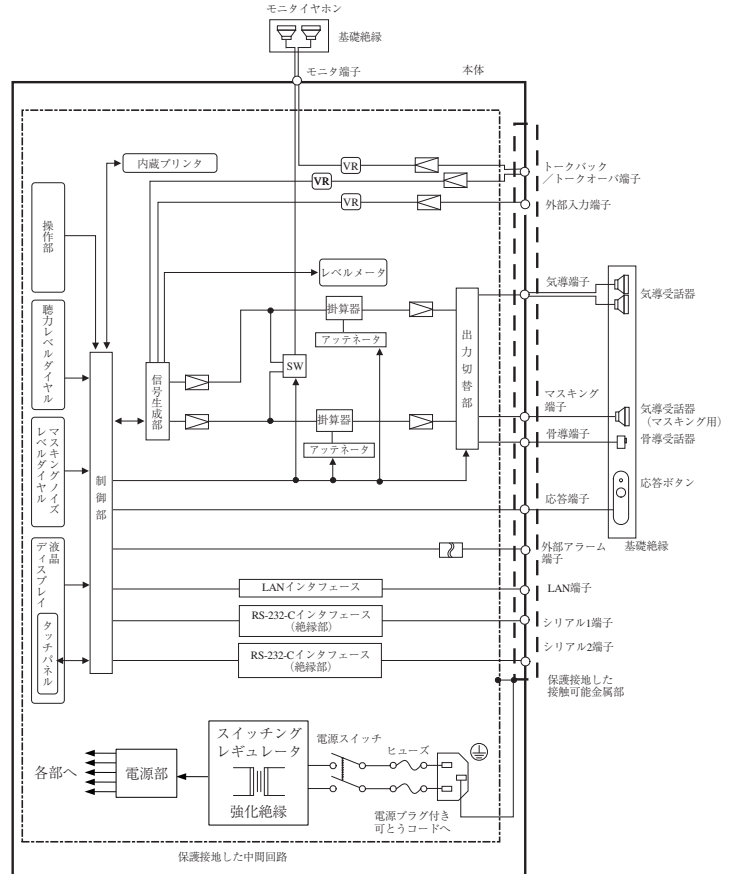 モニタイヤホン
基礎絶縁
モニタ端子
本体
内蔵プリンタ
VR
VR
VR
トークバック
／トークオーバ端子
外部入力端子
操作部
レベルメータ
気導端子
気導受話器
聴力レベルダイヤル
掛算器
アッテネータ
SW
信号生成部
出力切替部
マスキング
端子
気導受話器
（マスキング用）
骨導端子
骨導受話器
掛算器
アッテネータ
マスキングノイズ
レベルダイヤル
制御部
応答端子
応答ボタン
基礎絶縁
外部アラーム
端子
液晶
ディスプレイ
タッチパネル
LANインタフェース
LAN端子
RS-232-Cインタフェース
（絶縁部）
シリアル1端子
RS-232-Cインタフェース
（絶縁部）
シリアル2端子
保護接地した
接触可能金属部
各部へ
電源部
スイッチング
レギュレータ
強化絶縁
電源スイッチ
ヒューズ
電源プラグ付き
可とうコードへ
保護接地した中間回路